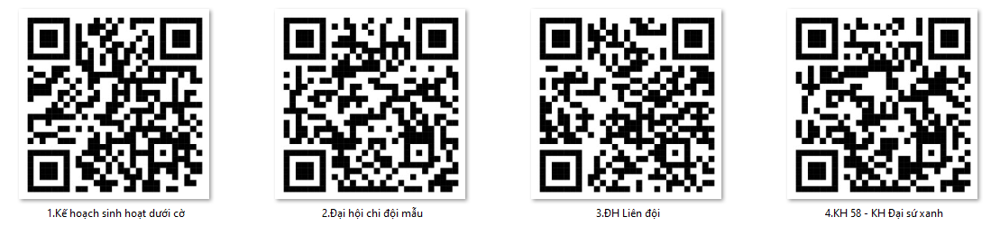 1.Kế hoạch sinh hoạt dưới cờ
2.Đại hội chi đội mẫu
3.ĐH Liên đội
4.KH 58 - KH Đại sứ xanh